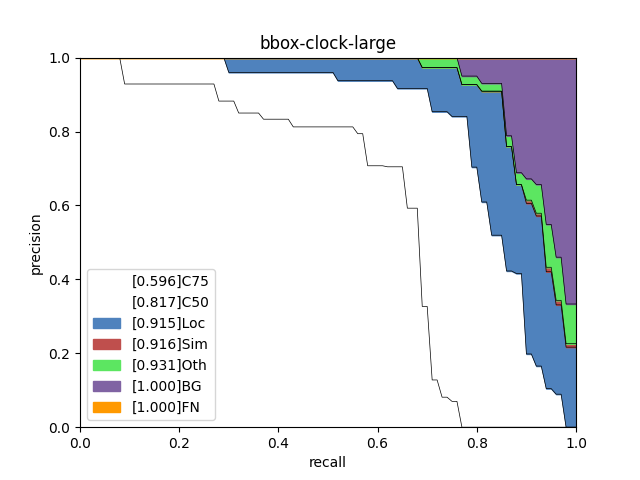 bbox-clock-large
1.0
0.8
0.6
0.4
0.2
0.0
precision
[0.596]C75
[0.817]C50
[0.915]Loc
[0.916]Sim
[0.931]Oth
[1.000]BG
[1.000]FN
0.0 0.2 0.4 0.6 0.8 1.0
recall